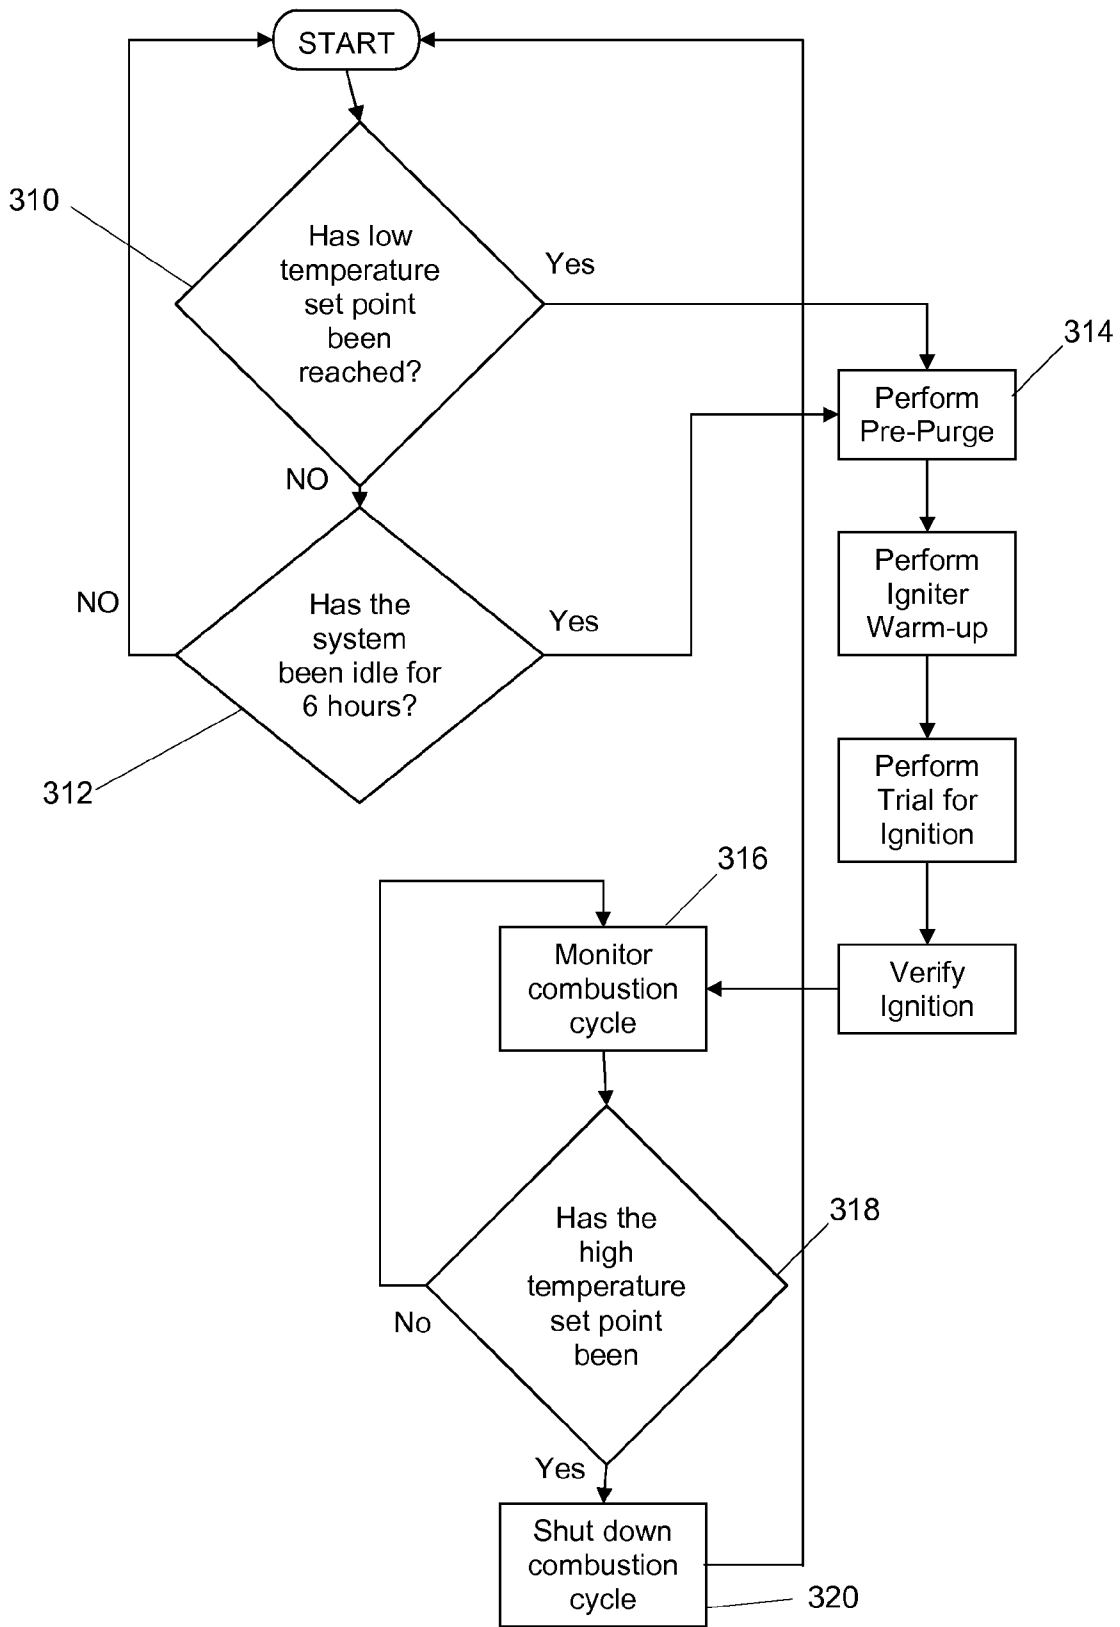 START
310
Has low
temperature
set point
been
reached?
Yes
314
Perform
Pre-Purge
NO
Perform
Igniter
Warm-up
NO
Has the
system
been idle for
6 hours?
Yes
312
Perform
Trial for
Ignition
316
Monitor
combustion
cycle
Verify
Ignition
318
Has the
high
temperature
set point
been
No
Yes
Shut down
combustion
cycle
320